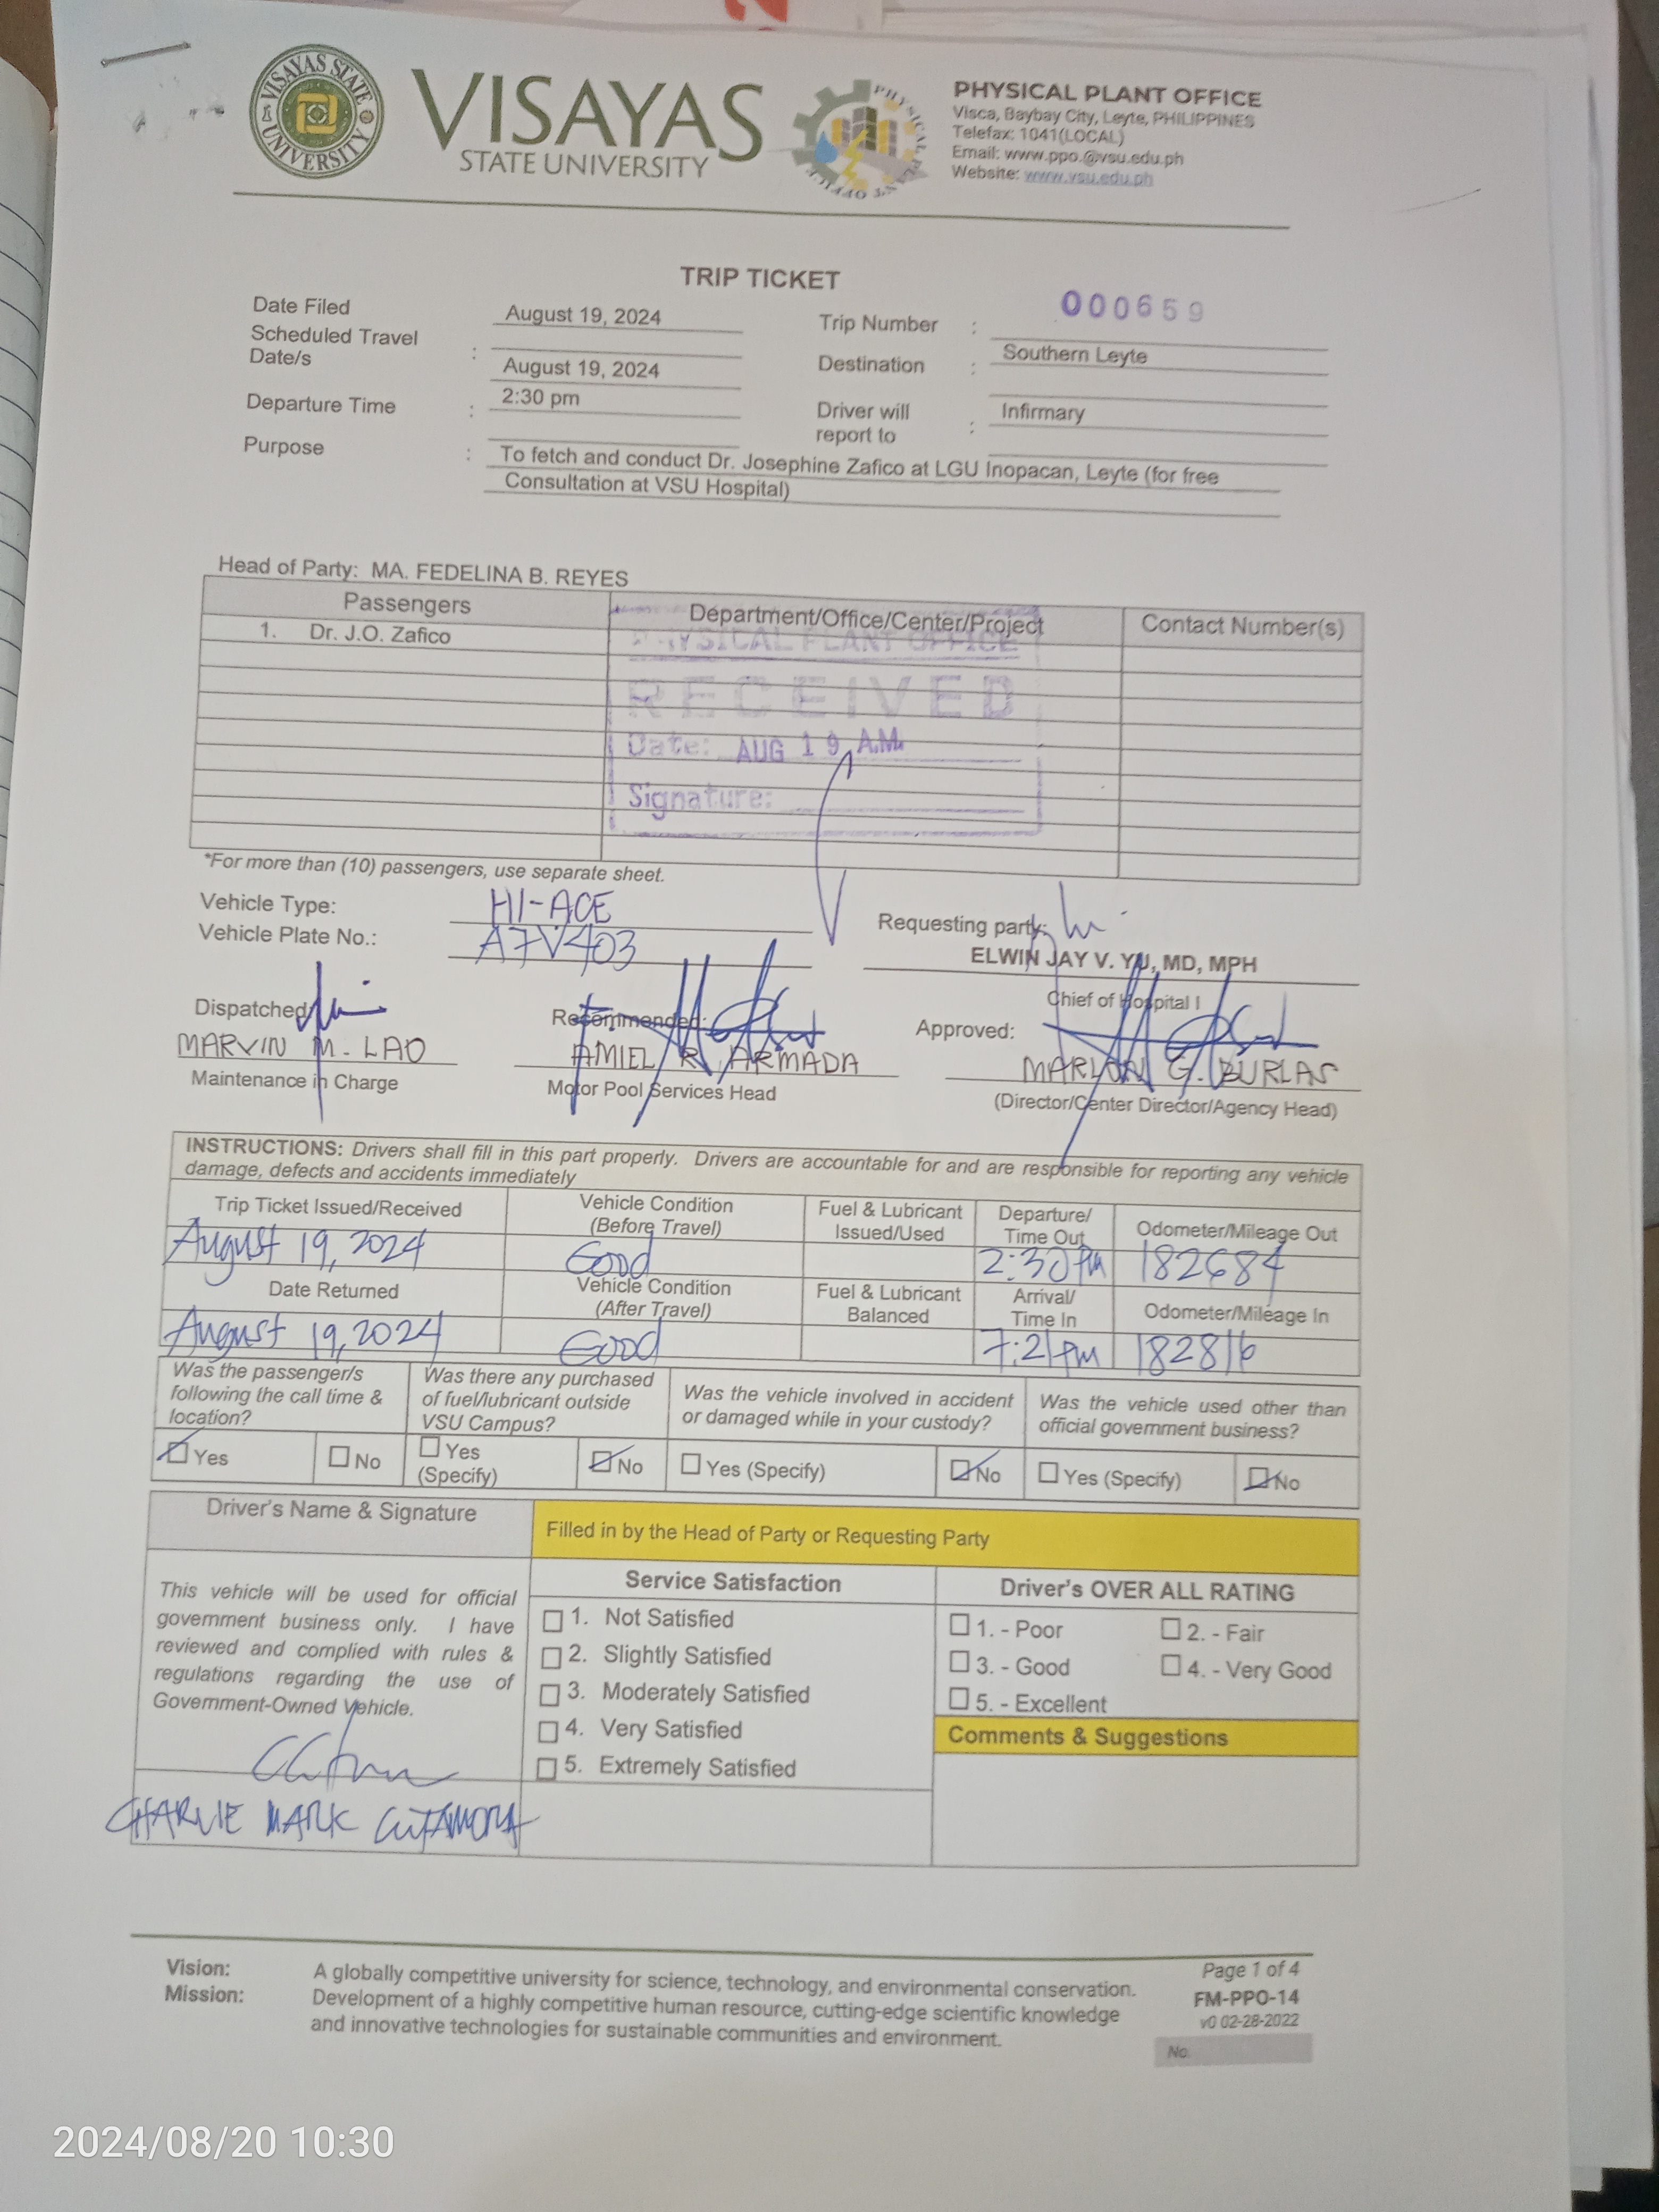 VISAYAS STATE UNIVERSITY
VISAYAS
STATE UNIVERSITY
PHYSICAL PLANT OFFICE
PHYSICAL PLANT OFFICE
Visca, Baybay City, Leyte, PHILIPPINES
Telefax: 1041(LOCAL)
Email: www.ppo.@vsu.edu.ph
Website: www.vsu.edu.ph
TRIP TICKET
Date Filed August 19, 2024 Trip Number : 000659
Scheduled Travel Date/s : August 19, 2024 Destination : Southern Leyte
Departure Time : 2:30 pm Driver will report to : Infirmary
Purpose : To fetch and conduct Dr. Josephine Zafico at LGU Inopacan, Leyte (for free
Consultation at VSU Hospital)
Head of Party: MA. FEDELINA B. REYES
Passengers Department/Office/Center/Project Contact Number(s)
1. Dr. J.O. Zafico
PHYSICAL PLANT OFFICE
RECEIVED
Date: AUG 19 A.M.
Signature:
*For more than (10) passengers, use separate sheet.
Vehicle Type: HI-ACE
Vehicle Plate No.: A7V403
Requesting party:
ELWIN JAY V. YU, MD, MPH
Chief of Hospital I
Dispatched Recommended: Approved:
MARVIN M. LAO AMIEL R. ARMADA MARLON G. BURLAS
Maintenance in Charge Motor Pool Services Head (Director/Center Director/Agency Head)
INSTRUCTIONS: Drivers shall fill in this part properly. Drivers are accountable for and are responsible for reporting any vehicle
damage, defects and accidents immediately
Trip Ticket Issued/Received Vehicle Condition (Before Travel) Fuel & Lubricant Issued/Used Departure/ Time Out Odometer/Mileage Out
August 19, 2024 Good 2:30 PM 182684
Date Returned Vehicle Condition (After Travel) Fuel & Lubricant Balanced Arrival/ Time In Odometer/Mileage In
August 19, 2024 Good 7:21 pm 182816
Was the passenger/s following the call time & location? Was there any purchased of fuel/lubricant outside VSU Campus? Was the vehicle involved in accident or damaged while in your custody? Was the vehicle used other than official government business?
Yes No Yes (Specify) No Yes (Specify) No Yes (Specify) No
Driver's Name & Signature
Filled in by the Head of Party or Requesting Party
This vehicle will be used for official
government business only. I have
reviewed and complied with rules &
regulations regarding the use of
Government-Owned Vehicle.
CHARLIE MARK CUTAMORA
Service Satisfaction
1. Not Satisfied
2. Slightly Satisfied
3. Moderately Satisfied
4. Very Satisfied
5. Extremely Satisfied
Driver's OVER ALL RATING
1. - Poor 2. - Fair
3. - Good 4. - Very Good
5. - Excellent
Comments & Suggestions
Vision: A globally competitive university for science, technology, and environmental conservation.
Mission: Development of a highly competitive human resource, cutting-edge scientific knowledge
and innovative technologies for sustainable communities and environment.
Page 1 of 4
FM-PPO-14
v0 02-28-2022
No.
2024/08/20 10:30